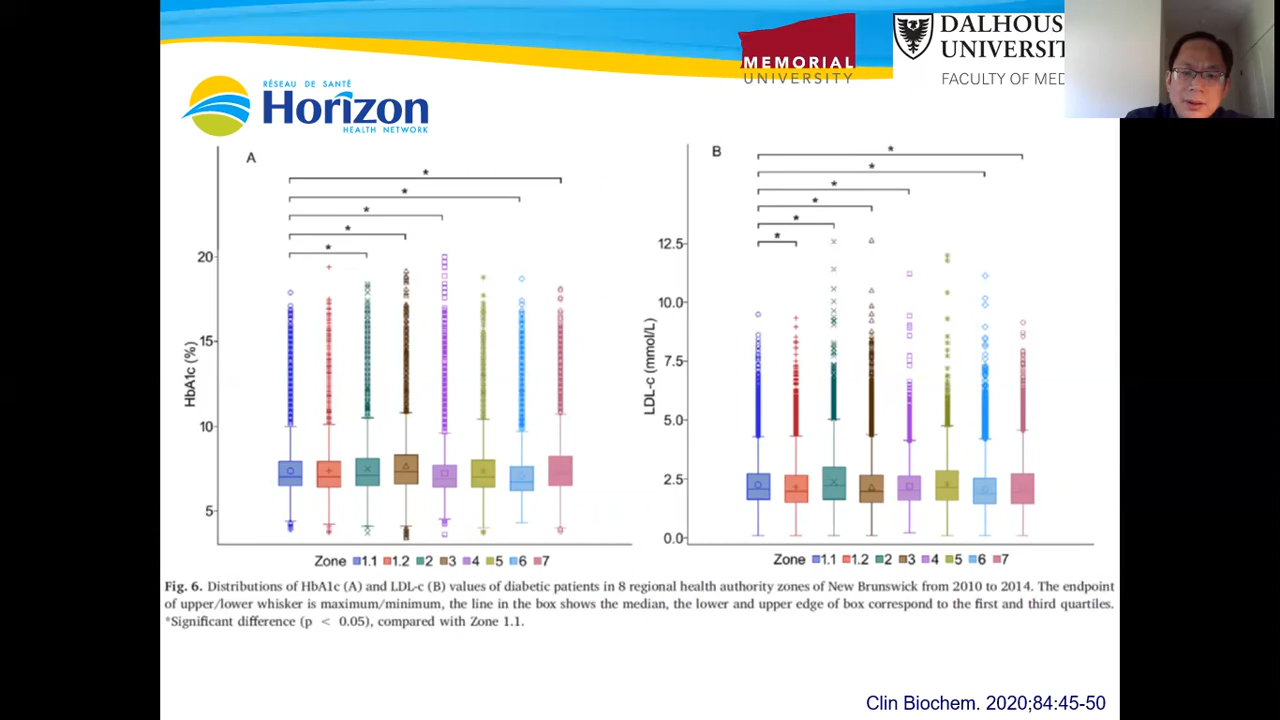 MEMORIAL
UNIVERSITY
DALHOUS
UNIVERSIT
FACULTY OF MED
RÉSEAU DE SANTÉ
Horizon
HEALTH NETWORK
A
*
*
*
*
*
20
15
10
5
HbA1c (%)
Zone 1.1 1.2 2 3 4 5 6 7
B
*
*
*
*
*
*
12.5
10.0
7.5
5.0
2.5
0.0
LDL-c (mmol/L)
Zone 1.1 1.2 2 3 4 5 6 7
Fig. 6. Distributions of HbA1c (A) and LDL-c (B) values of diabetic patients in 8 regional health authority zones of New Brunswick from 2010 to 2014. The endpoint
of upper/lower whisker is maximum/minimum, the line in the box shows the median, the lower and upper edge of box correspond to the first and third quartiles.
*Significant difference (p < 0.05), compared with Zone 1.1.
Clin Biochem. 2020;84:45-50